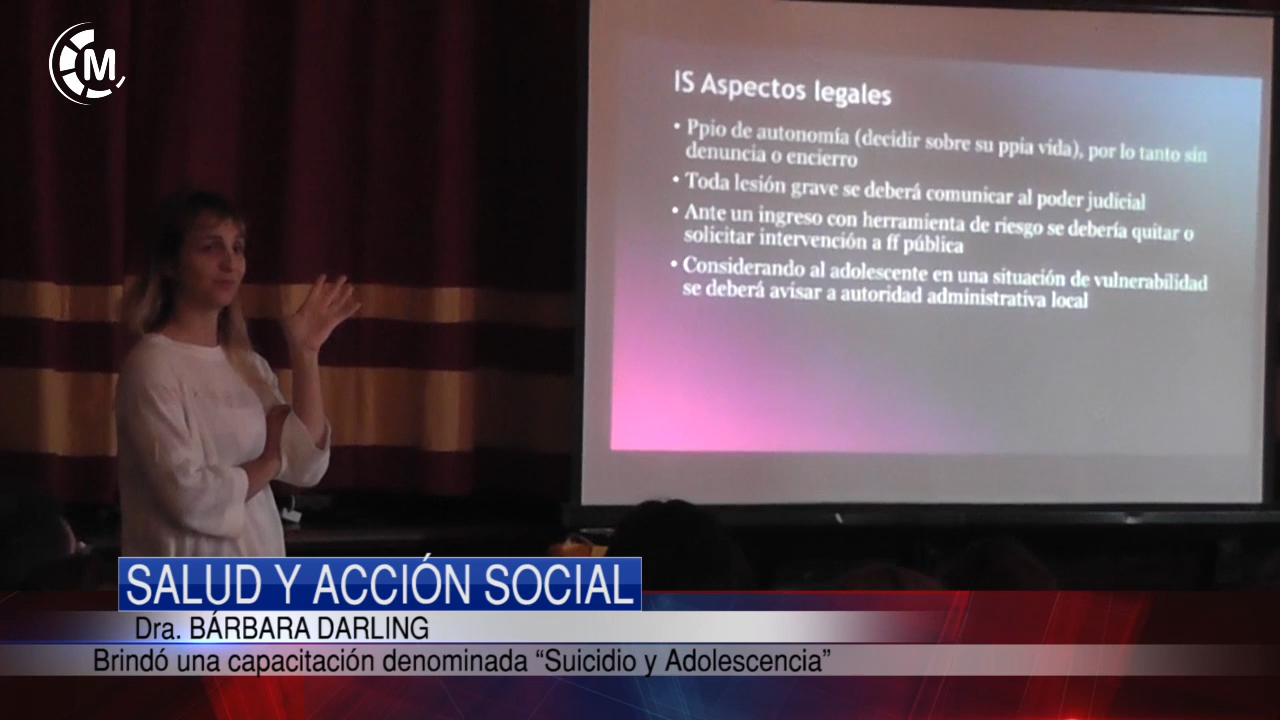 M
IS Aspectos legales
• Ppio de autonomía (decidir sobre su ppia vida), por lo tanto sin
denuncia o encierro
• Toda lesión grave se deberá comunicar al poder judicial
• Ante un ingreso con herramienta de riesgo se debería quitar o
solicitar intervención a ff pública
• Considerando al adolescente en una situación de vulnerabilidad
se deberá avisar a autoridad administrativa local
SALUD Y ACCIÓN SOCIAL
Dra. BÁRBARA DARLING
Brindó una capacitación denominada “Suicidio y Adolescencia”